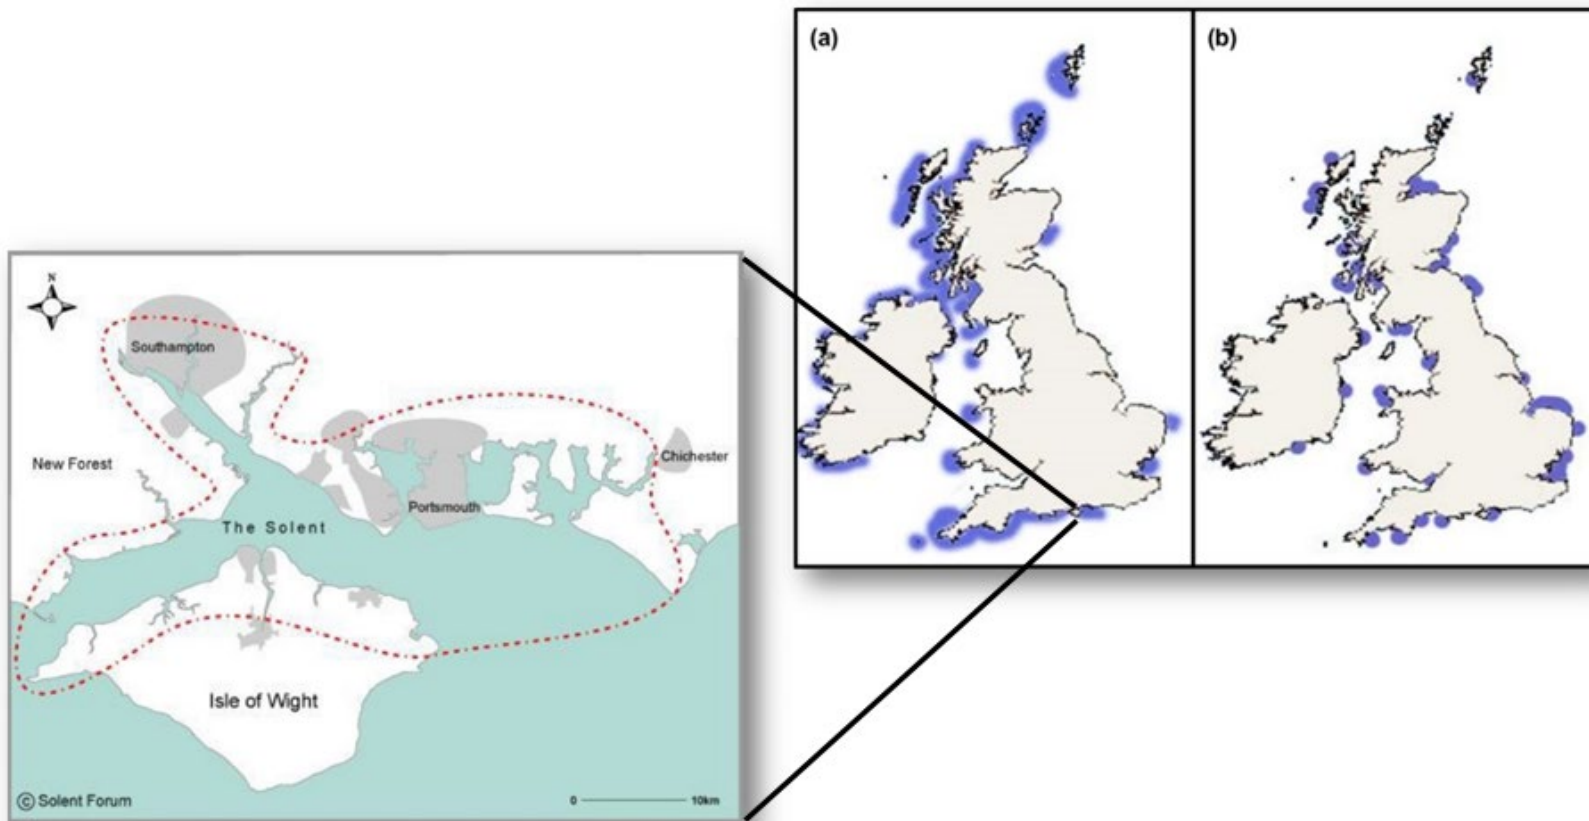 (a)
(b)
N
Southampton
New Forest
Chichester
Portsmouth
The Solent
Isle of Wight
© Solent Forum
0 10km